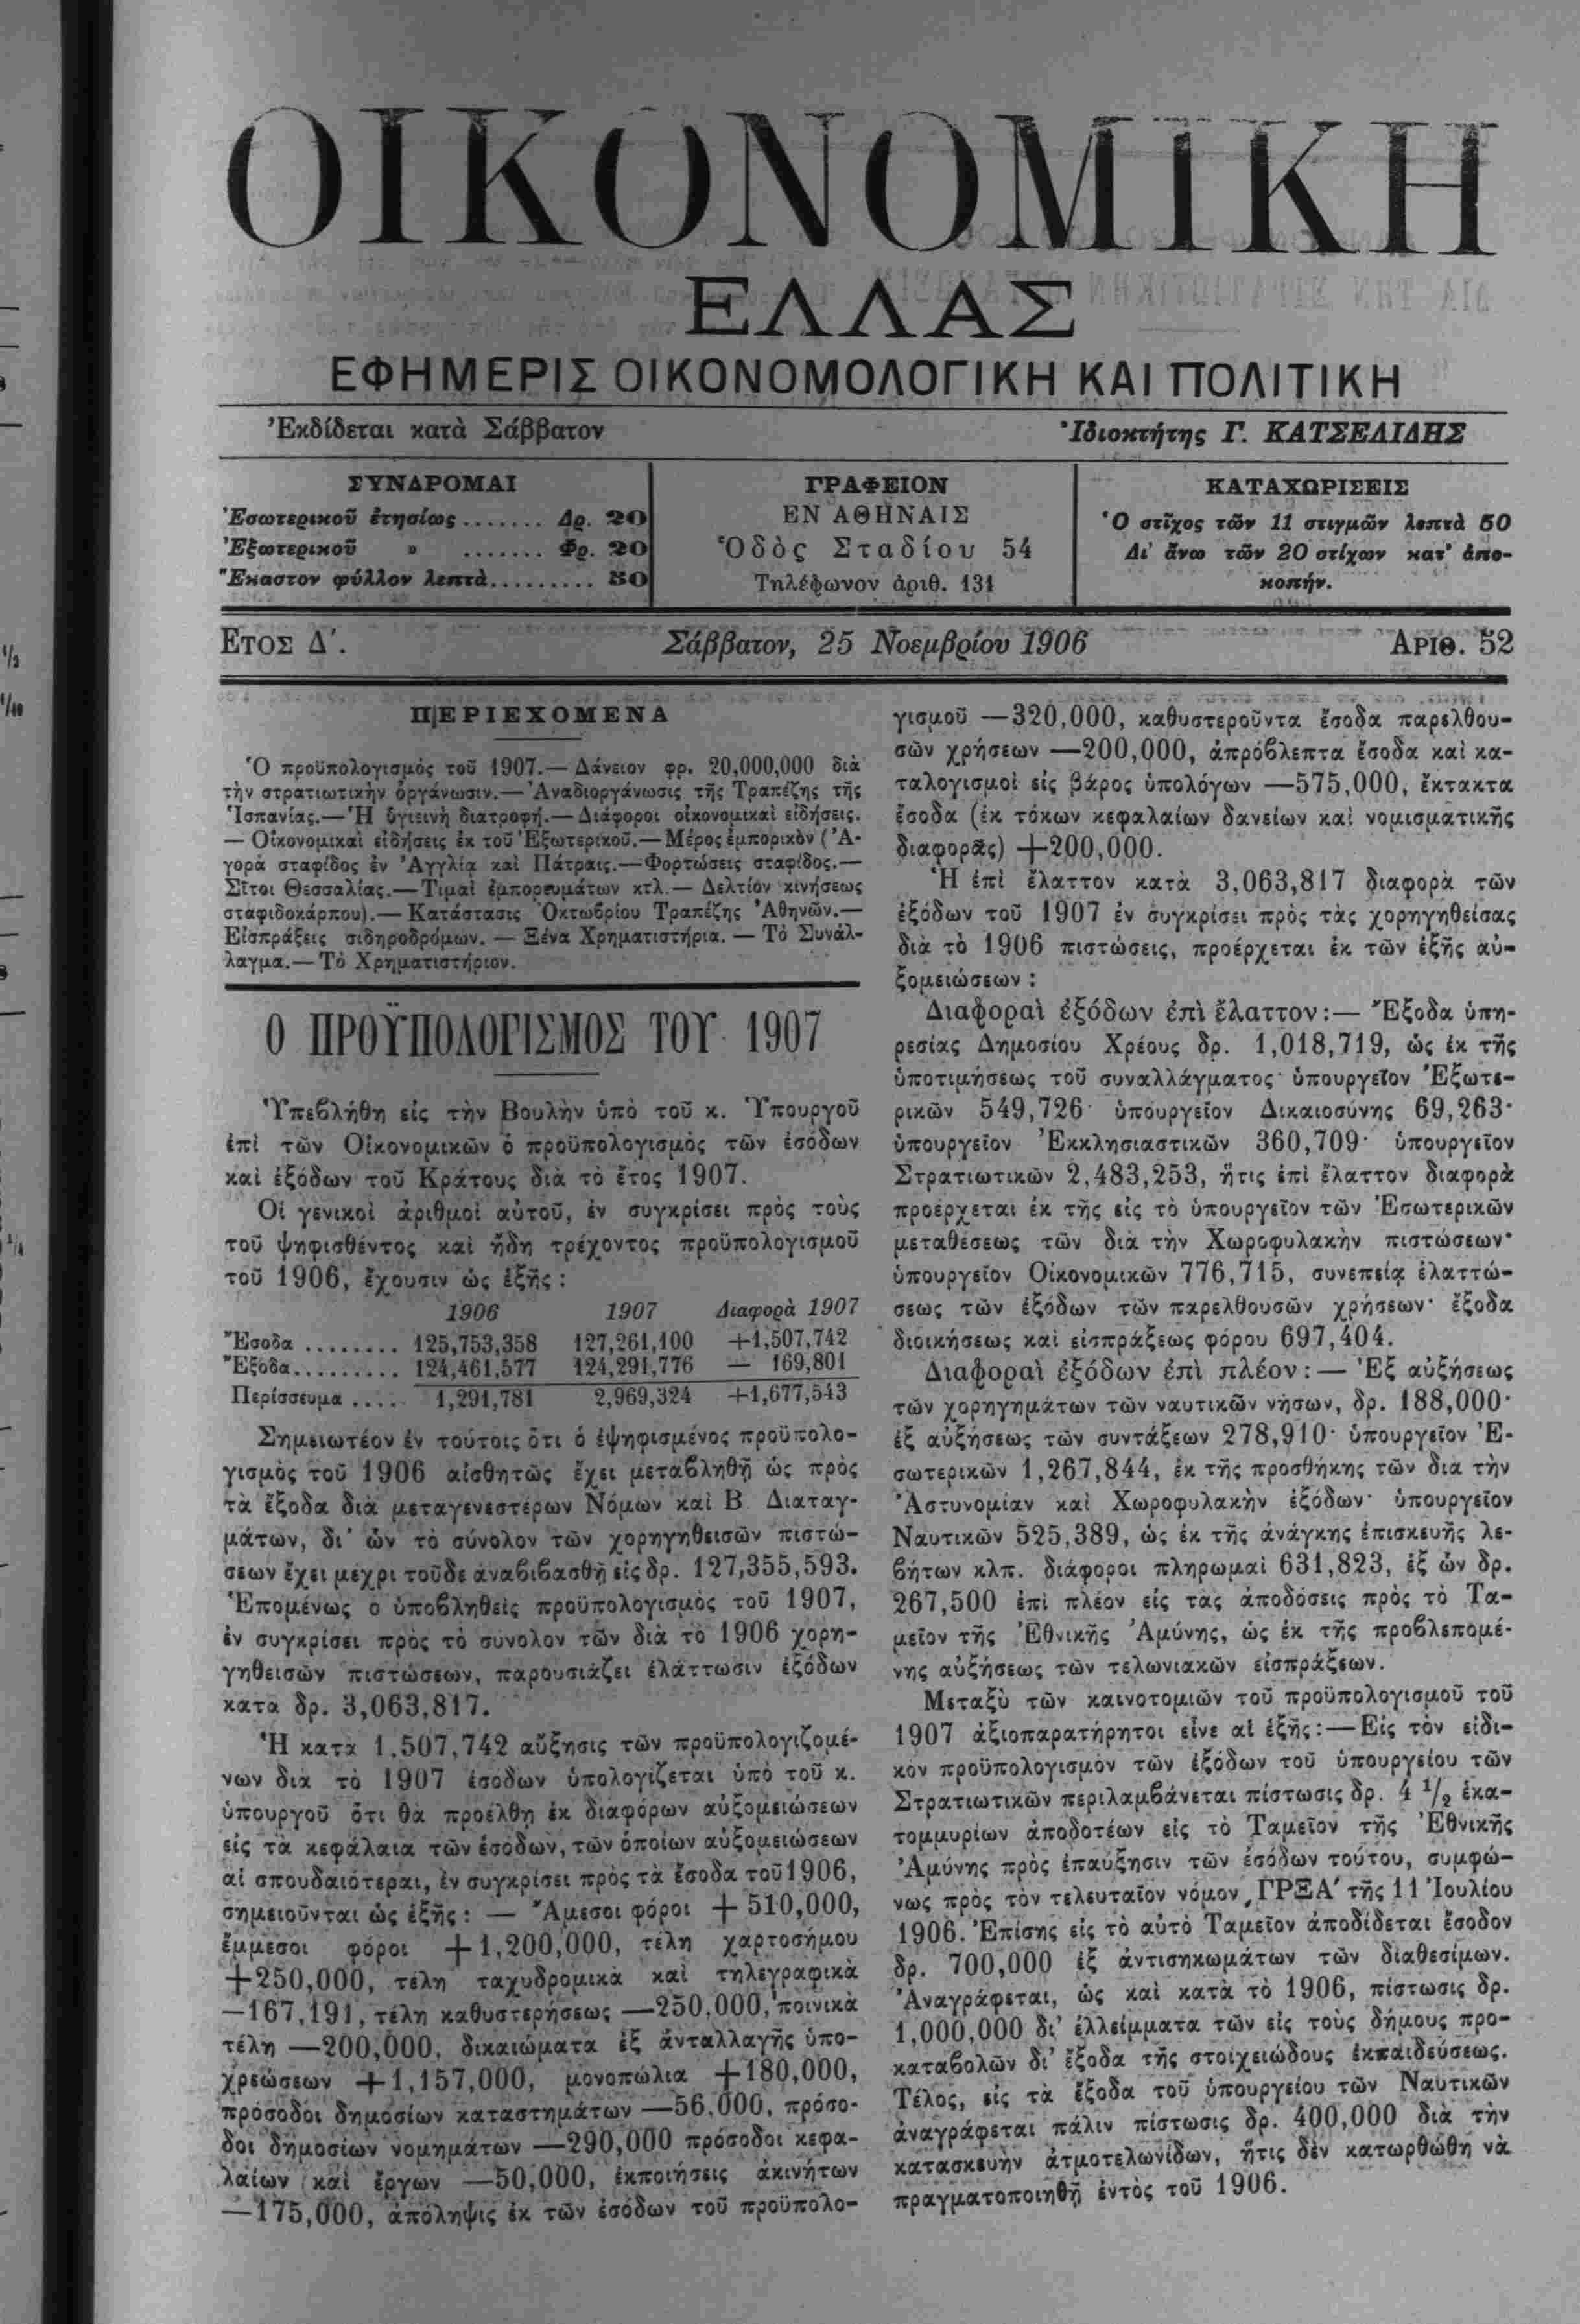 ΟΙΚΟΝΟΜΙΚΗ
ΕΛΛΑΣ
ΕΦΗΜΕΡΙΣ ΟΙΚΟΝΟΜΟΛΟΓΙΚΗ ΚΑΙ ΠΟΛΙΤΙΚΗ
Ἐκδίδεται κατὰ Σάββατον
Ἰδιοκτήτης Γ. ΚΑΤΣΕΛΙΔΗΣ
ΣΥΝΔΡΟΜΑΙ
Ἐσωτερικοῦ ἐτησίως ....... Δρ. 20
Ἐξωτερικοῦ » ....... Φρ. 20
Ἕκαστον φύλλον λεπτὰ.......... 50
ΓΡΑΦΕΙΟΝ
ΕΝ ΑΘΗΝΑΙΣ
Ὁδὸς Σταδίου 54
Τηλέφωνον ἀριθ. 131
ΚΑΤΑΧΩΡΙΣΕΙΣ
Ὁ στῖχος τῶν 11 στιγμῶν λεπτὰ 50
Δι' ἄνω τῶν 20 στίχων κατ' ἀπο-
κοπήν.
ΕΤΟΣ Δ΄.
Σάββατον, 25 Νοεμβρίου 1906
ΑΡΙΘ. 52
ΠΕΡΙΕΧΟΜΕΝΑ
Ὁ προϋπολογισμὸς τοῦ 1907.— Δάνειον φρ. 20,000,000 διὰ
τὴν στρατιωτικὴν ὀργάνωσιν.— Ἀναδιοργάνωσις τῆς Τραπέζης τῆς
Ἱσπανίας.— Ἡ ὑγιεινὴ διατροφή.— Διάφοροι οἰκονομικαὶ εἰδήσεις.
— Οἰκονομικαὶ εἰδήσεις ἐκ τοῦ Ἐξωτερικοῦ.— Μέρος ἐμπορικὸν (Ἀ-
γορὰ σταφίδος ἐν Ἀγγλίᾳ καὶ Πάτραις.— Φορτώσεις σταφίδος.—
Σῖτοι Θεσσαλίας.— Τιμαὶ ἐμπορευμάτων κτλ.— Δελτίον κινήσεως
σταφιδοκάρπου).— Κατάστασις Ὀκτωβρίου Τραπέζης Ἀθηνῶν.—
Εἰσπράξεις σιδηροδρόμων. — Ξένα Χρηματιστήρια. — Τὸ Συνάλ-
λαγμα.— Τὸ Χρηματιστήριον.
Ο ΠΡΟΫΠΟΛΟΓΙΣΜΟΣ ΤΟΥ 1907
Ὑπεβλήθη εἰς τὴν Βουλὴν ὑπὸ τοῦ κ. Ὑπουργοῦ
ἐπὶ τῶν Οἰκονομικῶν ὁ προϋπολογισμὸς τῶν ἐσόδων
καὶ ἐξόδων τοῦ Κράτους διὰ τὸ ἔτος 1907.
Οἱ γενικοὶ ἀριθμοὶ αὐτοῦ, ἐν συγκρίσει πρὸς τοὺς
τοῦ ψηφισθέντος καὶ ἤδη τρέχοντος προϋπολογισμοῦ
τοῦ 1906, ἔχουσιν ὡς ἑξῆς :
1906 1907 Διαφορὰ 1907
Ἔσοδα ......... 125,753,358 127,261,100 +1,507,742
Ἔξοδα.......... 124,461,577 124,291,776 — 169,801
Περίσσευμα .... 1,291,781 2,969,324 +1,677,543
Σημειωτέον ἐν τούτοις ὅτι ὁ ἐψηφισμένος προϋπολο-
γισμὸς τοῦ 1906 αἰσθητῶς ἔχει μεταβληθῇ ὡς πρὸς
τὰ ἔξοδα διὰ μεταγενεστέρων Νόμων καὶ Β. Διαταγ-
μάτων, δι' ὧν τὸ σύνολον τῶν χορηγηθεισῶν πιστώ-
σεων ἔχει μέχρι τοῦδε ἀναβιβασθῇ εἰς δρ. 127,355,593.
Ἑπομένως ὁ ὑποβληθεὶς προϋπολογισμὸς τοῦ 1907,
ἐν συγκρίσει πρὸς τὸ σύνολον τῶν διὰ τὸ 1906 χορη-
γηθεισῶν πιστώσεων, παρουσιάζει ἐλάττωσιν ἐξόδων
κατὰ δρ. 3,063,817.
Ἡ κατὰ 1,507,742 αὔξησις τῶν προϋπολογιζομέ-
νων διὰ τὸ 1907 ἐσόδων ὑπολογίζεται ὑπὸ τοῦ κ.
ὑπουργοῦ ὅτι θὰ προέλθῃ ἐκ διαφόρων αὐξομειώσεων
εἰς τὰ κεφάλαια τῶν ἐσόδων, τῶν ὁποίων αὐξομειώσεων
αἱ σπουδαιότεραι, ἐν συγκρίσει πρὸς τὰ ἔσοδα τοῦ 1906,
σημειοῦνται ὡς ἑξῆς : — Ἄμεσοι φόροι +510,000,
ἔμμεσοι φόροι +1,200,000, τέλη χαρτοσήμου
+250,000, τέλη ταχυδρομικὰ καὶ τηλεγραφικὰ
—167,191, τέλη καθυστερήσεως —250,000, ποινικὰ
τέλη —200,000, δικαιώματα ἐξ ἀνταλλαγῆς ὑπο-
χρεώσεων +1,157,000, μονοπώλια +180,000,
πρόσοδοι δημοσίων καταστημάτων —56,000, πρόσο-
δοι δημοσίων νομημάτων —290,000 πρόσοδοι κεφα-
λαίων καὶ ἔργων —50,000, ἐκποιήσεις ἀκινήτων
—175,000, ἀπόληψις ἐκ τῶν ἐσόδων τοῦ προϋπολο-
γισμοῦ —320,000, καθυστεροῦντα ἔσοδα παρελθου-
σῶν χρήσεων —200,000, ἀπρόβλεπτα ἔσοδα καὶ κα-
ταλογισμοὶ εἰς βάρος ὑπολόγων —575,000, ἔκτακτα
ἔσοδα (ἐκ τόκων κεφαλαίων δανείων καὶ νομισματικῆς
διαφορᾶς) +200,000.
Ἡ ἐπὶ ἔλαττον κατὰ 3,063,817 διαφορὰ τῶν
ἐξόδων τοῦ 1907 ἐν συγκρίσει πρὸς τὰς χορηγηθείσας
διὰ τὸ 1906 πιστώσεις, προέρχεται ἐκ τῶν ἑξῆς αὐ-
ξομειώσεων :
Διαφοραὶ ἐξόδων ἐπὶ ἔλαττον :— Ἔξοδα ὑπη-
ρεσίας Δημοσίου Χρέους δρ. 1,018,719, ὡς ἐκ τῆς
ὑποτιμήσεως τοῦ συναλλάγματος· ὑπουργεῖον Ἐξωτε-
ρικῶν 549,726· ὑπουργεῖον Δικαιοσύνης 69,263·
ὑπουργεῖον Ἐκκλησιαστικῶν 360,709· ὑπουργεῖον
Στρατιωτικῶν 2,483,253, ἥτις ἐπὶ ἔλαττον διαφορὰ
προέρχεται ἐκ τῆς εἰς τὸ ὑπουργεῖον τῶν Ἐσωτερικῶν
μεταθέσεως τῶν διὰ τὴν Χωροφυλακὴν πιστώσεων·
ὑπουργεῖον Οἰκονομικῶν 776,715, συνεπείᾳ ἐλαττώ-
σεως τῶν ἐξόδων τῶν παρελθουσῶν χρήσεων· ἔξοδα
διοικήσεως καὶ εἰσπράξεως φόρου 697,404.
Διαφοραὶ ἐξόδων ἐπὶ πλέον :— Ἐξ αὐξήσεως
τῶν χορηγημάτων τῶν ναυτικῶν νήσων, δρ. 188,000·
ἐξ αὐξήσεως τῶν συντάξεων 278,910· ὑπουργεῖον Ἐ-
σωτερικῶν 1,267,844, ἐκ τῆς προσθήκης τῶν διὰ τὴν
Ἀστυνομίαν καὶ Χωροφυλακὴν ἐξόδων· ὑπουργεῖον
Ναυτικῶν 525,389, ὡς ἐκ τῆς ἀνάγκης ἐπισκευῆς λε-
βήτων κλπ. διάφοροι πληρωμαὶ 631,823, ἐξ ὧν δρ.
267,500 ἐπὶ πλέον εἰς τὰς ἀποδόσεις πρὸς τὸ Τα-
μεῖον τῆς Ἐθνικῆς Ἀμύνης, ὡς ἐκ τῆς προβλεπομέ-
νης αὐξήσεως τῶν τελωνιακῶν εἰσπράξεων.
Μεταξὺ τῶν καινοτομιῶν τοῦ προϋπολογισμοῦ τοῦ
1907 ἀξιοπαρατήρητοι εἶνε αἱ ἑξῆς :— Εἰς τὸν εἰδι-
κὸν προϋπολογισμὸν τῶν ἐξόδων τοῦ ὑπουργείου τῶν
Στρατιωτικῶν περιλαμβάνεται πίστωσις δρ. 4 1/2 ἑκα-
τομμυρίων ἀποδοτέων εἰς τὸ Ταμεῖον τῆς Ἐθνικῆς
Ἀμύνης πρὸς ἐπαύξησιν τῶν ἐσόδων τούτου, συμφώ-
νως πρὸς τὸν τελευταῖον νόμον ͵ΓΡΞΑ΄ τῆς 11 Ἰουλίου
1906. Ἐπίσης εἰς τὸ αὐτὸ Ταμεῖον ἀποδίδεται ἔσοδον
δρ. 700,000 ἐξ ἀντισηκωμάτων τῶν διαθεσίμων.
Ἀναγράφεται, ὡς καὶ κατὰ τὸ 1906, πίστωσις δρ.
1,000,000 δι' ἐλλείμματα τῶν εἰς τοὺς δήμους προ-
καταβολῶν δι' ἔξοδα τῆς στοιχειώδους ἐκπαιδεύσεως.
Τέλος, εἰς τὰ ἔξοδα τοῦ ὑπουργείου τῶν Ναυτικῶν
ἀναγράφεται πάλιν πίστωσις δρ. 400,000 διὰ τὴν
κατασκευὴν ἀτμοτελωνίδων, ἥτις δὲν κατωρθώθη νὰ
πραγματοποιηθῇ ἐντὸς τοῦ 1906.